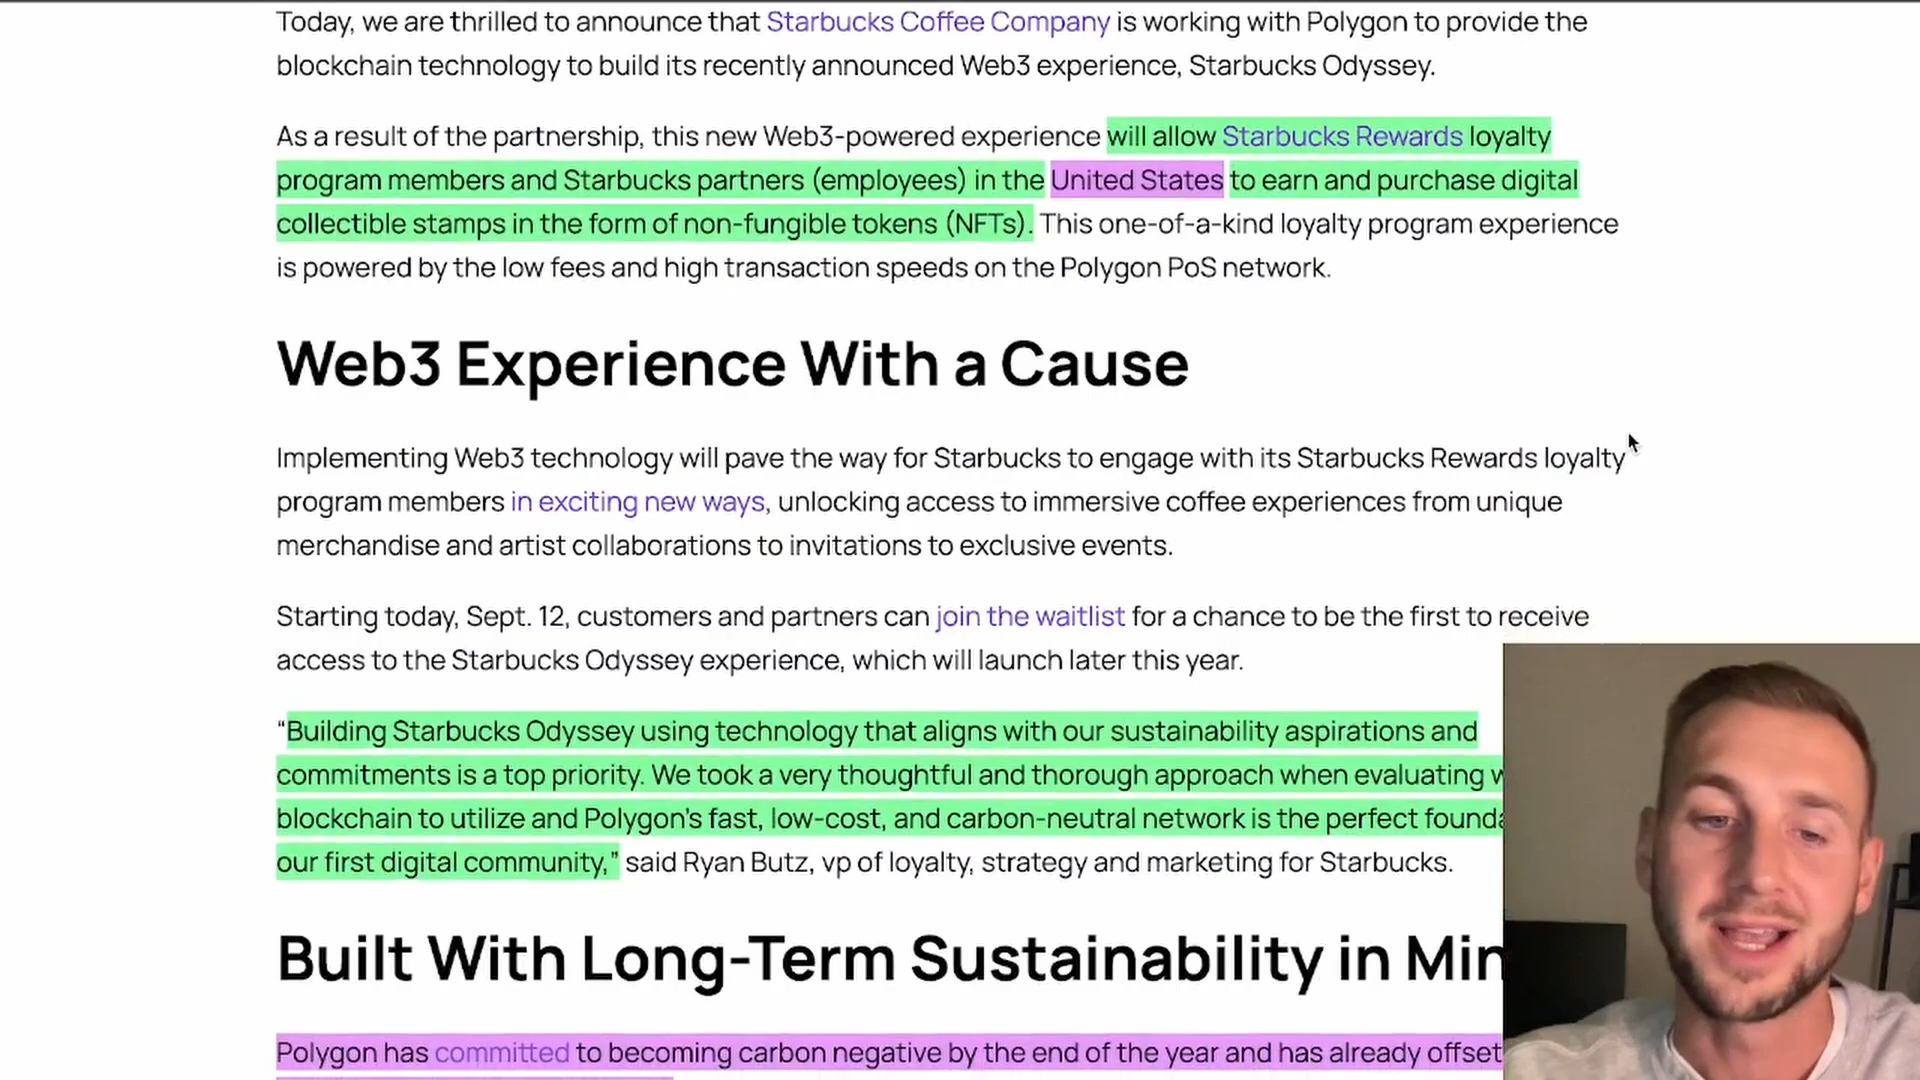 Today, we are thrilled to announce that Starbucks Coffee Company is working with Polygon to provide the
blockchain technology to build its recently announced Web3 experience, Starbucks Odyssey.
As a result of the partnership, this new Web3-powered experience will allow Starbucks Rewards loyalty
program members and Starbucks partners (employees) in the United States to earn and purchase digital
collectible stamps in the form of non-fungible tokens (NFTs). This one-of-a-kind loyalty program experience
is powered by the low fees and high transaction speeds on the Polygon PoS network.
Web3 Experience With a Cause
Implementing Web3 technology will pave the way for Starbucks to engage with its Starbucks Rewards loyalty
program members in exciting new ways, unlocking access to immersive coffee experiences from unique
merchandise and artist collaborations to invitations to exclusive events.
Starting today, Sept. 12, customers and partners can join the waitlist for a chance to be the first to receive
access to the Starbucks Odyssey experience, which will launch later this year.
“Building Starbucks Odyssey using technology that aligns with our sustainability aspirations and
commitments is a top priority. We took a very thoughtful and thorough approach when evaluating
blockchain to utilize and Polygon’s fast, low-cost, and carbon-neutral network is the perfect
our first digital community,” said Ryan Butz, vp of loyalty, strategy and marketing for Starbucks.
Built With Long-Term Sustainability in
Polygon has committed to becoming carbon negative by the end of the year and has already offset